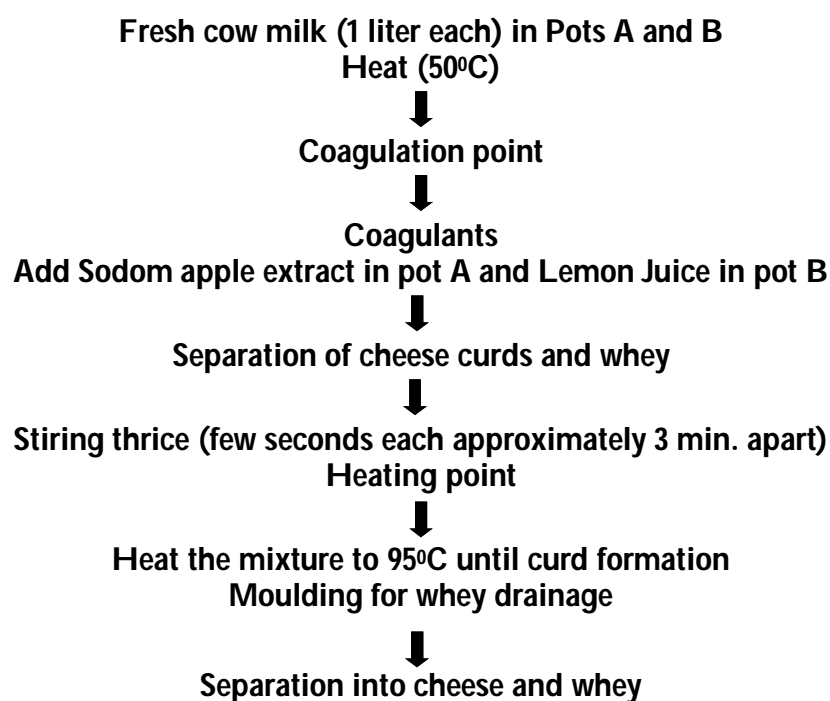 Fresh cow milk (1 liter each) in Pots A and B
Heat (50⁰C)
Coagulation point
Coagulants
Add Sodom apple extract in pot A and Lemon Juice in pot B
Separation of cheese curds and whey
Stiring thrice (few seconds each approximately 3 min. apart)
Heating point
Heat the mixture to 95⁰C until curd formation
Moulding for whey drainage
Separation into cheese and whey